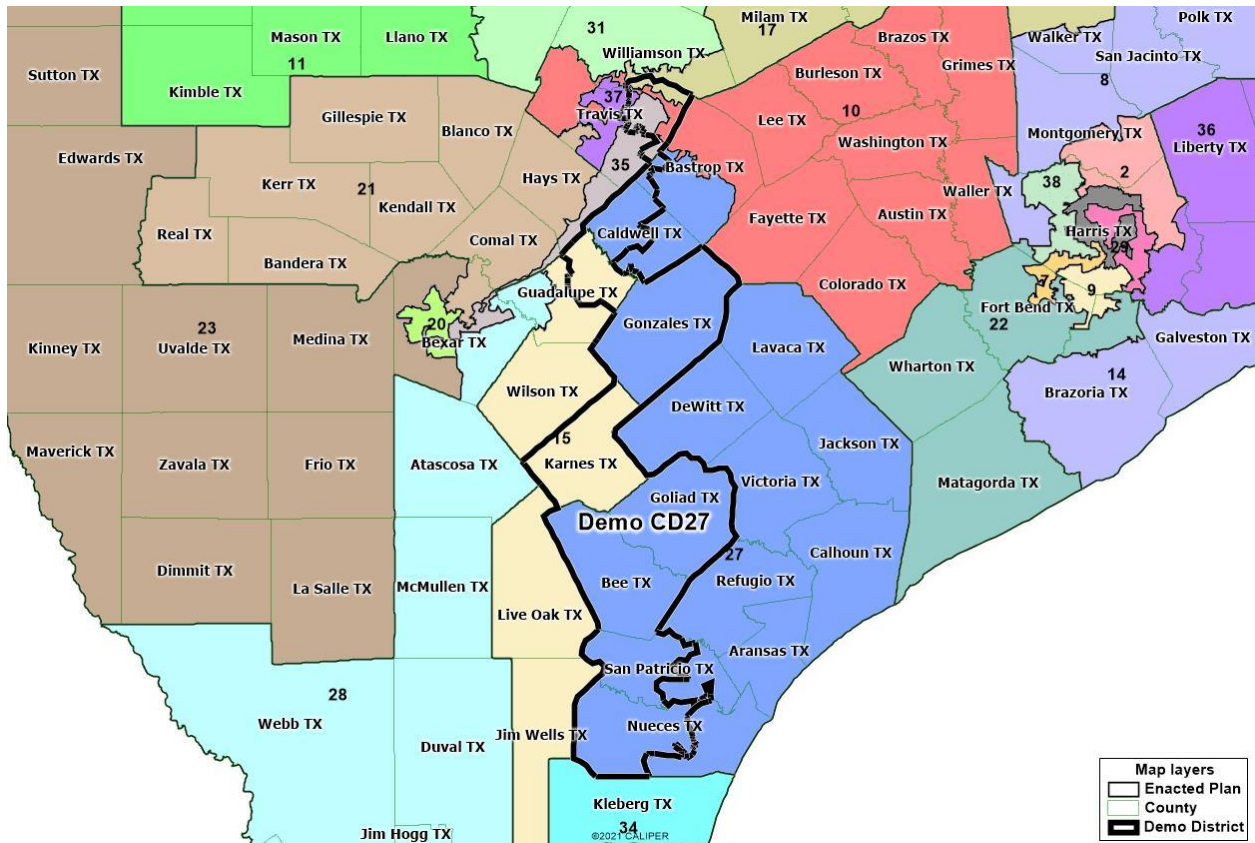 Polk TX
Milam TX
17
31
Mason TX
Llano TX
Brazos TX
Walker TX
Williamson TX
San Jacinto TX
11
Grimes TX
Sutton TX
Burleson TX
8
Kimble TX
37
10
Gillespie TX
Travis TX
Lee TX
36
Blanco TX
Montgomery TX
Washington TX
Liberty TX
Edwards TX
35
Bastrop TX
2
Hays TX
38
Kerr TX
21
Waller TX
Kendall TX
Austin TX
Fayette TX
Real TX
Caldwell TX
Harris TX
Comal TX
29
Bandera TX
Colorado TX
7
9
Guadalupe TX
Fort Bend TX
23
20
Gonzales TX
22
Kinney TX
Uvalde TX
Medina TX
Bexar TX
Galveston TX
Lavaca TX
Wharton TX
14
Wilson TX
Brazoria TX
DeWitt TX
15
Jackson TX
Maverick TX
Zavala TX
Frio TX
Atascosa TX
Karnes TX
Victoria TX
Matagorda TX
Goliad TX
Demo CD27
27
Calhoun TX
Dimmit TX
La Salle TX
McMullen TX
Bee TX
Refugio TX
Live Oak TX
Aransas TX
San Patricio TX
28
Webb TX
Nueces TX
Duval TX
Jim Wells TX
Map layers
Enacted Plan
County
Demo District
Kleberg TX
34
Jim Hogg TX
©2021 CALIPER